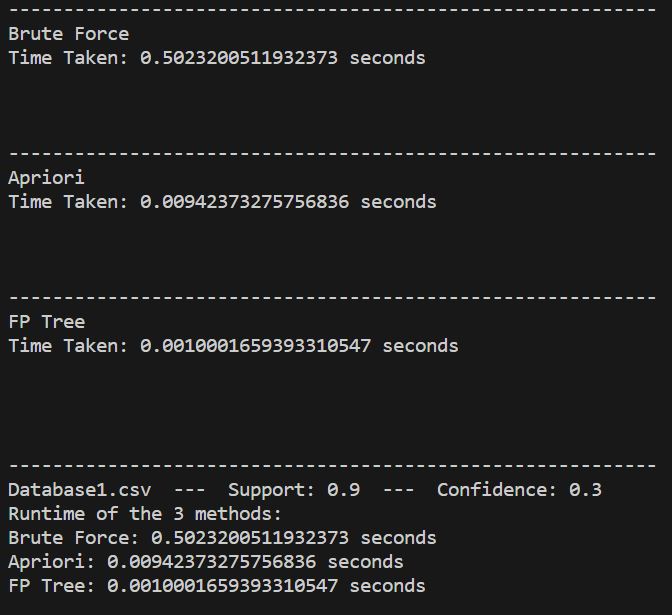 -----------------------------------------------------------
Brute Force
Time Taken: 0.5023200511932373 seconds
-----------------------------------------------------------
Apriori
Time Taken: 0.00942373275756836 seconds
-----------------------------------------------------------
FP Tree
Time Taken: 0.0010001659393310547 seconds
-----------------------------------------------------------
Database1.csv  ---  Support: 0.9  ---  Confidence: 0.3
Runtime of the 3 methods:
Brute Force: 0.5023200511932373 seconds
Apriori: 0.00942373275756836 seconds
FP Tree: 0.0010001659393310547 seconds